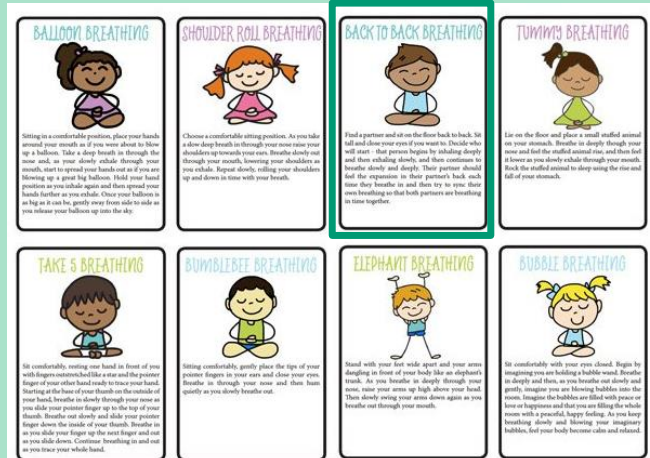 BALLOON BREATHING
Sitting in a comfortable position, place your hands
around your mouth as if you were about to blow
up a balloon. Take a deep breath in through the
nose and, as your slowly exhale through your
mouth, start to spread your hands out as if you are
blowing up a great big balloon. Hold your hand
position as you inhale again and then spread your
hands further as you exhale. Once your balloon is
as big as it can be, gently sway from side to side as
you release your balloon up into the sky.
SHOULDER ROLL BREATHING
Choose a comfortable sitting position. As you take
a slow deep breath in through your nose raise your
shoulders up towards your ears. Breathe slowly out
through your mouth, lowering your shoulders as
you exhale. Repeat slowly, rolling your shoulders
up and down in time with your breath.
BACK TO BACK BREATHING
Find a partner and sit on the floor back to back. Sit
tall and close your eyes if you want to. Decide who
will start - that person begins by inhaling deeply
and then exhaling slowly, and then continues to
breathe slowly and deeply. Their partner should
feel the expansion in their partner's back each
time they breathe in and then try to sync their
own breathing so that both partners are breathing
in time together.
TUMMY BREATHING
Lie on the floor and place a small stuffed animal
on your stomach. Breathe in deeply though your
nose and feel the stuffed animal rise, and then feel
it lower as you slowly exhale through your mouth.
Rock the stuffed animal to sleep using the rise and
fall of your stomach.
TAKE 5 BREATHING
Sit comfortably, resting one hand in front of you
with fingers outstretched like a star and the pointer
finger of your other hand ready to trace your hand.
Starting at the base of your thumb on the outside of
your hand, breathe in slowly through your nose as
you slide your pointer finger up to the top of your
thumb. Breathe out slowly and slide your pointer
finger down the inside of your thumb. Breathe in
as you slide your finger up the next finger and out
as you slide down. Continue breathing in and out
as you trace your whole hand.
BUMBLEBEE BREATHING
Sitting comfortably, gently place the tips of your
pointer fingers in your ears and close your eyes.
Breathe in through your nose and then hum
quietly as you slowly breathe out.
ELEPHANT BREATHING
Stand with your feet wide apart and your arms
dangling in front of your body like an elephant's
trunk. As you breathe in deeply through your
nose, raise your arms up high above your head.
Then slowly swing your arms down again as you
breathe out through your mouth.
BUBBLE BREATHING
Sit comfortably with your eyes closed. Begin by
imagining you are holding a bubble wand. Breathe
in deeply and then, as you breathe out slowly and
gently, imagine you are blowing bubbles into the
room. Imagine the bubbles are filled with peace or
love or happiness and that you are filling the whole
room with a peaceful, happy feeling. As you keep
breathing slowly and blowing your imaginary
bubbles, feel your body become calm and relaxed.